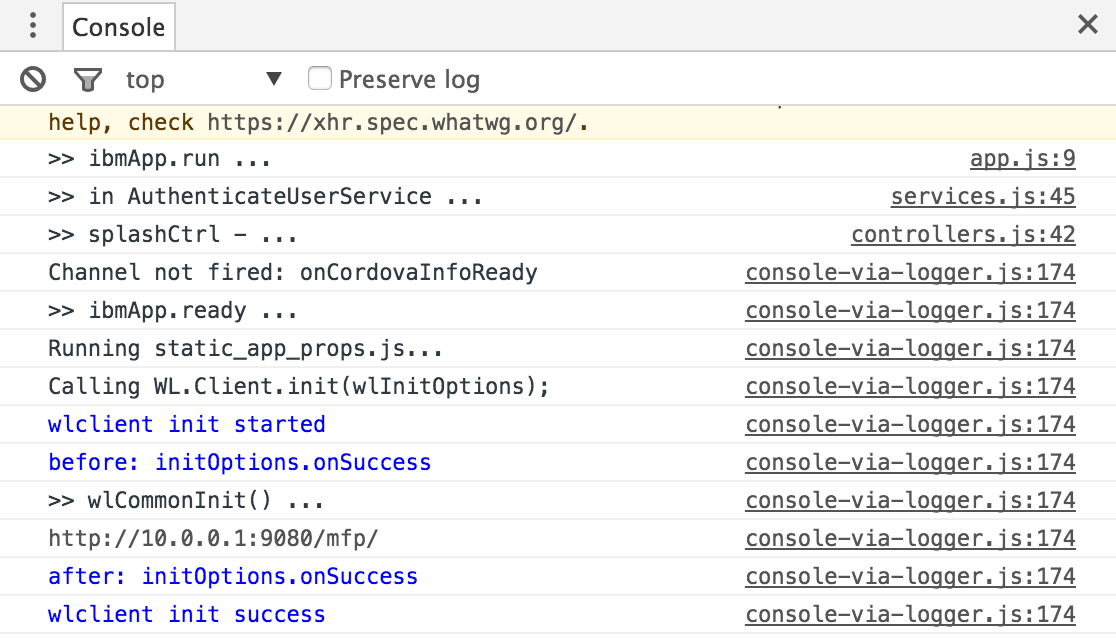 Console
top ▼ Preserve log
help, check https://xhr.spec.whatwg.org/.
>> ibmApp.run ... app.js:9
>> in AuthenticateUserService ... services.js:45
>> splashCtrl - ... controllers.js:42
Channel not fired: onCordovaInfoReady console-via-logger.js:174
>> ibmApp.ready ... console-via-logger.js:174
Running static_app_props.js... console-via-logger.js:174
Calling WL.Client.init(wlInitOptions); console-via-logger.js:174
wlclient init started console-via-logger.js:174
before: initOptions.onSuccess console-via-logger.js:174
>> wlCommonInit() ... console-via-logger.js:174
http://10.0.0.1:9080/mfp/ console-via-logger.js:174
after: initOptions.onSuccess console-via-logger.js:174
wlclient init success console-via-logger.js:174